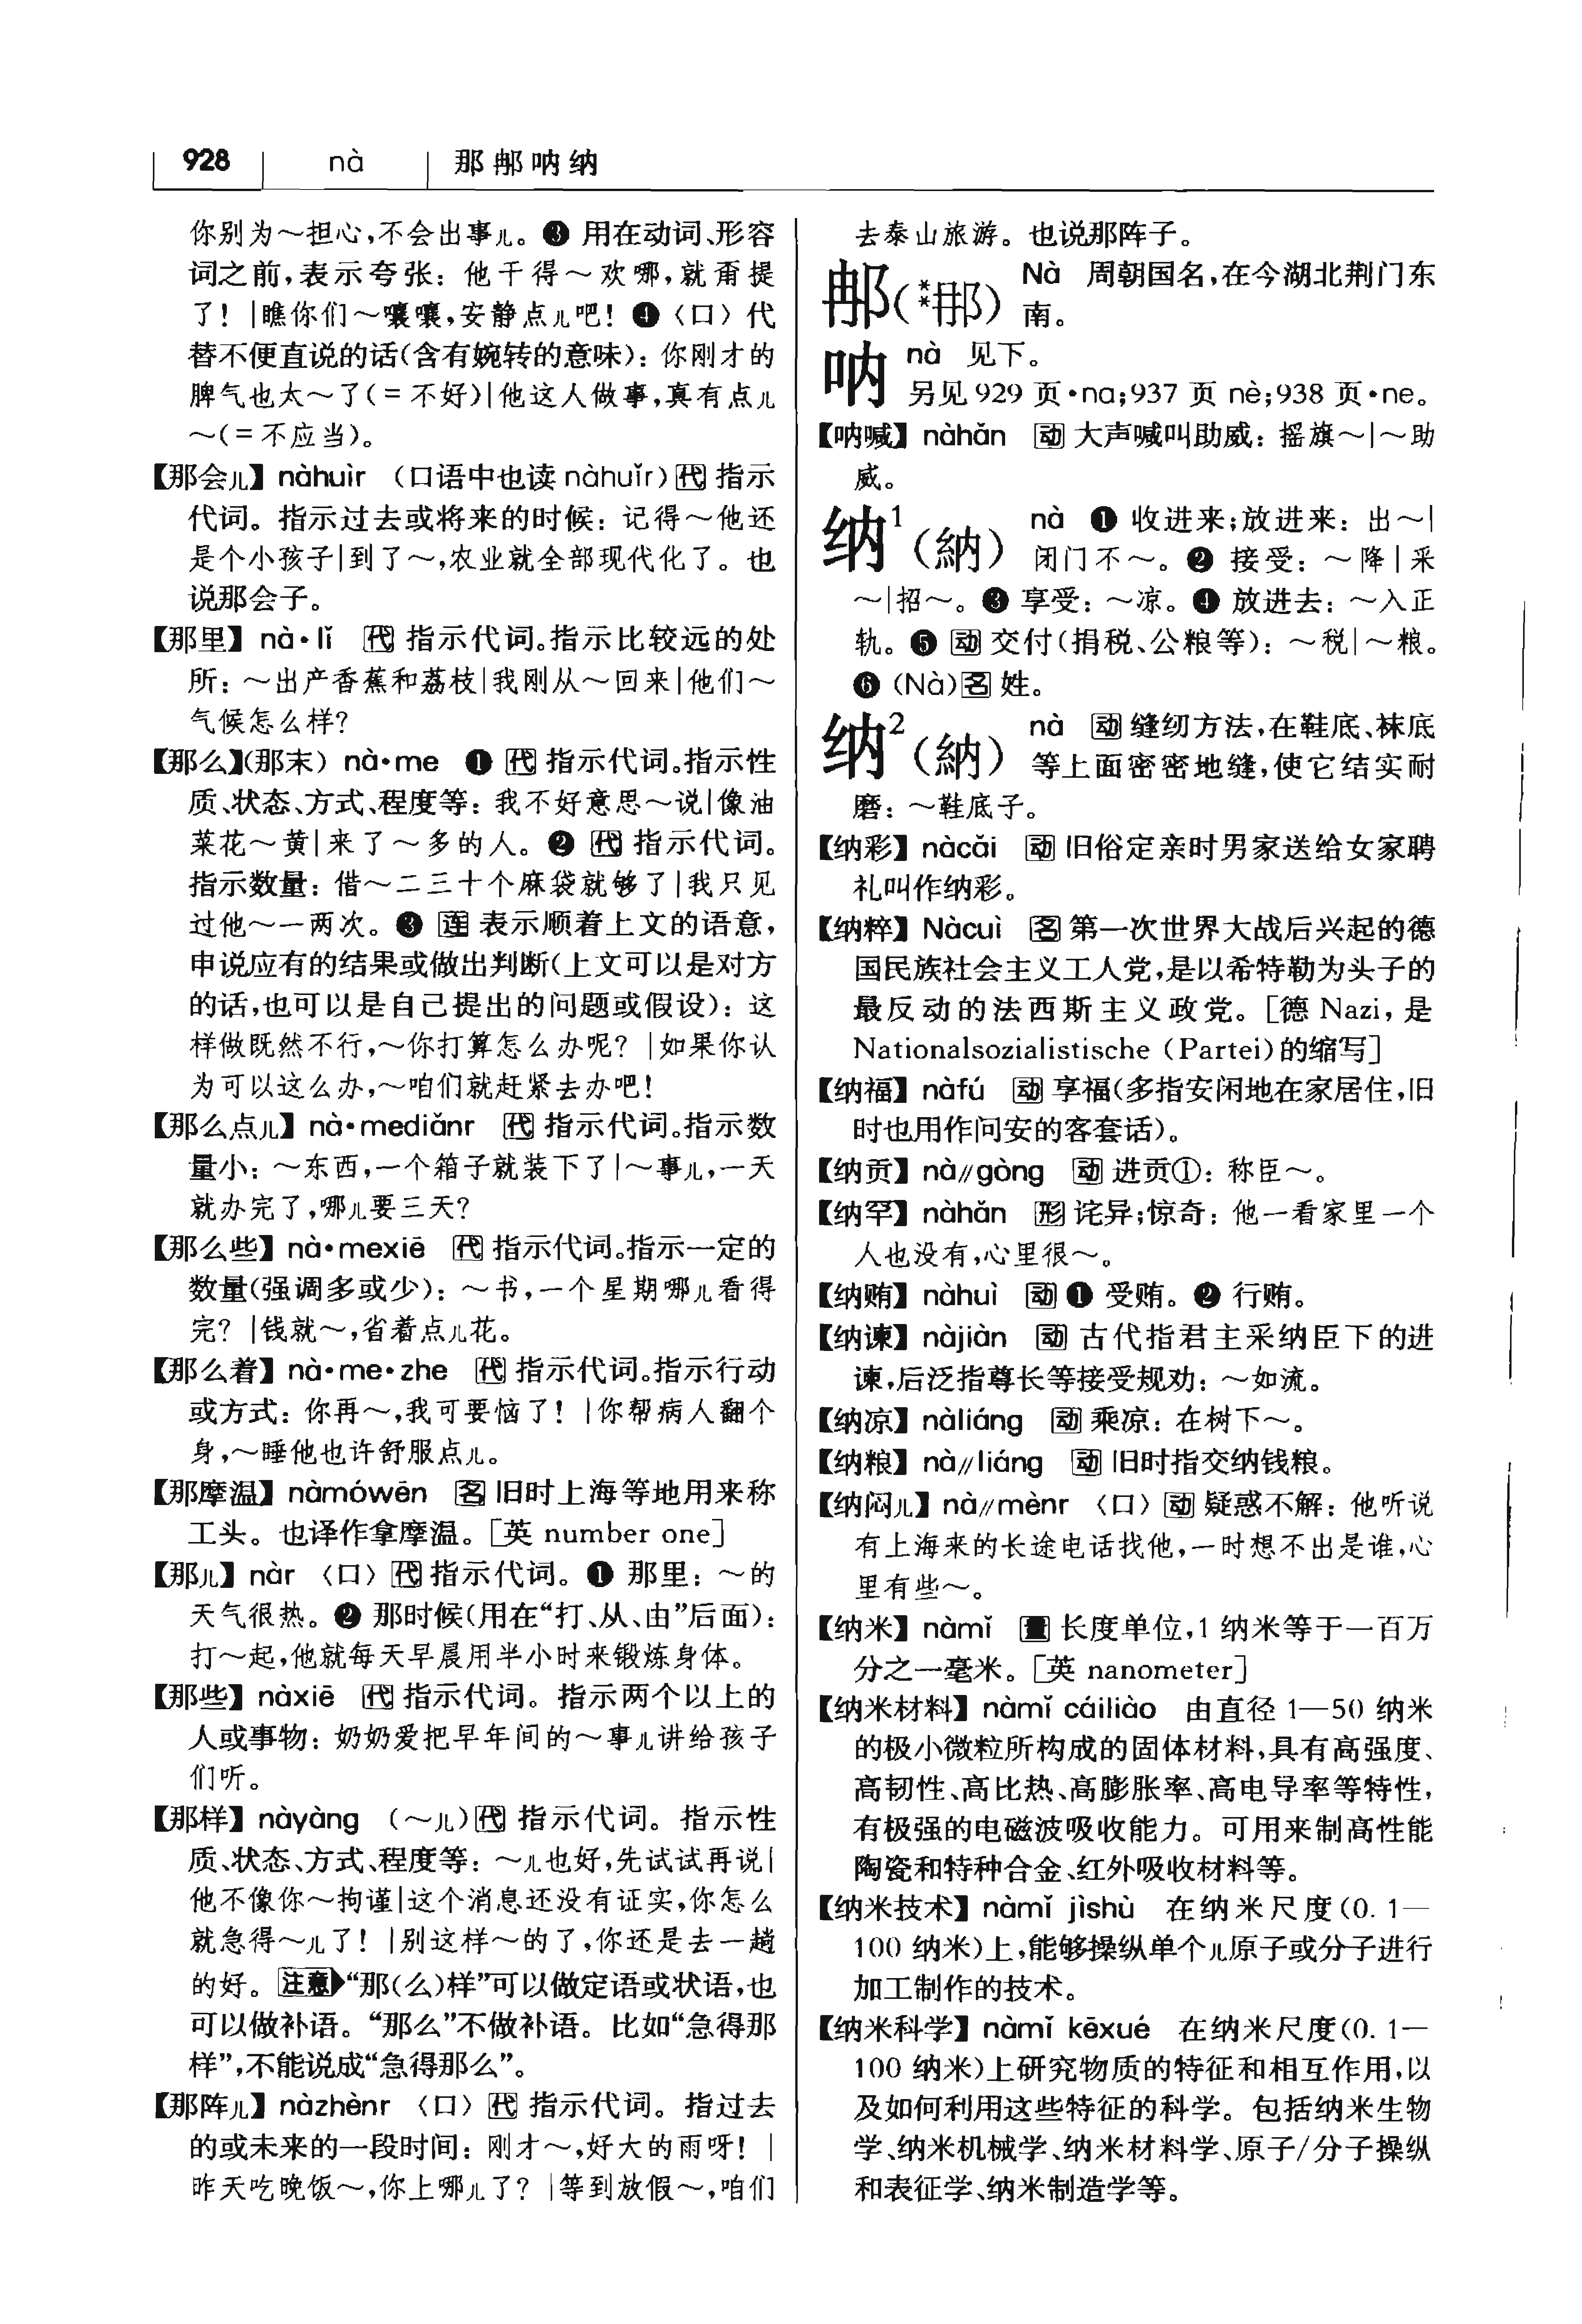 928 nà 那郍呐纳
你别为～担心,不会出事儿。❸ 用在动词、形容
词之前,表示夸张：他干得～欢哪,就甭提
了！|瞧你们～嚷嚷,安静点儿吧！❹〈口〉代
替不便直说的话(含有婉转的意味)：你刚才的
脾气也太～了(=不好)|他这人做事,真有点儿
～(=不应当)。
【那会儿】nàhuìr （口语中也读 nàhuǐr）代 指示
代词。指示过去或将来的时候：记得～他还
是个小孩子|到了～,农业就全部现代化了。也
说那会子。
【那里】nà·lǐ 代 指示代词。指示比较远的处
所：～出产香蕉和荔枝|我刚从～回来|他们～
气候怎么样?
【那么】(那末) nà·me ❶ 代 指示代词。指示性
质、状态、方式、程度等：我不好意思～说|像油
菜花～黄|来了～多的人。❷ 代 指示代词。
指示数量：借～二三十个麻袋就够了|我只见
过他～一两次。❸ 连 表示顺着上文的语意,
申说应有的结果或做出判断(上文可以是对方
的话,也可以是自己提出的问题或假设)：这
样做既然不行,～你打算怎么办呢? |如果你认
为可以这么办,～咱们就赶紧去办吧!
【那么点儿】nà·mediǎnr 代 指示代词。指示数
量小：～东西,一个箱子就装下了|～事儿,一天
就办完了,哪儿要三天?
【那么些】nà·mexiē 代 指示代词。指示一定的
数量(强调多或少)：～书,一个星期哪儿看得
完? |钱就～,省着点儿花。
【那么着】nà·me·zhe 代 指示代词。指示行动
或方式：你再～,我可要恼了！|你帮病人翻个
身,～睡他也许舒服点儿。
【那摩温】nàmówēn 名 旧时上海等地用来称
工头。也译作拿摩温。[英 number one]
【那儿】nàr 〈口〉代 指示代词。❶ 那里：～的
天气很热。❷ 那时候(用在“打、从、由”后面)：
打～起,他就每天早晨用半小时来锻炼身体。
【那些】nàxiē 代 指示代词。指示两个以上的
人或事物：奶奶爱把早年间的～事儿讲给孩子
们听。
【那样】nàyàng （～儿）代 指示代词。指示性
质、状态、方式、程度等：～儿也好,先试试再说|
他不像你～拘谨|这个消息还没有证实,你怎么
就急得～儿了！|别这样～的了,你还是去一趟
的好。注意“那(么)样”可以做定语或状语,也
可以做补语。“那么”不做补语。比如“急得那
样”,不能说成“急得那么”。
【那阵儿】nàzhènr 〈口〉代 指示代词。指过去
的或未来的一段时间：刚才～,好大的雨呀！|
昨天吃晚饭～,你上哪儿了? |等到放假～,咱们
去泰山旅游。也说那阵子。
郍(**䢇) Nà 周朝国名,在今湖北荆门东
南。
呐 nà 见下。
另见 929 页·na;937 页 nè;938 页·ne。
【呐喊】nàhǎn 动 大声喊叫助威：摇旗～|～助
威。
纳¹(納) nà ❶ 收进来;放进来：出～|
闭门不～。❷ 接受：～降|采
～|招～。❸ 享受：～凉。❹ 放进去：～入正
轨。❺ 动 交付(捐税、公粮等)：～税|～粮。
❻ (Nà)名 姓。
纳²(納) nà 动 缝纫方法,在鞋底、袜底
等上面密密地缝,使它结实耐
磨：～鞋底子。
【纳彩】nàcǎi 动 旧俗定亲时男家送给女家聘
礼叫作纳彩。
【纳粹】Nàcuì 名 第一次世界大战后兴起的德
国民族社会主义工人党,是以希特勒为头子的
最反动的法西斯主义政党。[德 Nazi, 是
Nationalsozialistische (Partei)的缩写]
【纳福】nàfú 动 享福(多指安闲地在家居住,旧
时也用作问安的客套话)。
【纳贡】nà//gòng 动 进贡①：称臣～。
【纳罕】nàhǎn 形 诧异;惊奇：他一看家里一个
人也没有,心里很～。
【纳贿】nàhuì 动 ❶ 受贿。❷ 行贿。
【纳谏】nàjiàn 动 古代指君主采纳臣下的进
谏,后泛指尊长等接受规劝：～如流。
【纳凉】nàliáng 动 乘凉：在树下～。
【纳粮】nà//liáng 动 旧时指交纳钱粮。
【纳闷儿】nà//mènr 〈口〉动 疑惑不解：他听说
有上海来的长途电话找他,一时想不出是谁,心
里有些～。
【纳米】nàmǐ 量 长度单位,1 纳米等于一百万
分之一毫米。[英 nanometer]
【纳米材料】nàmǐ cáiliào 由直径 1—50 纳米
的极小微粒所构成的固体材料,具有高强度、
高韧性、高比热、高膨胀率、高电导率等特性,
有极强的电磁波吸收能力。可用来制高性能
陶瓷和特种合金、红外吸收材料等。
【纳米技术】nàmǐ jìshù 在纳米尺度(0.1—
100 纳米)上,能够操纵单个儿原子或分子进行
加工制作的技术。
【纳米科学】nàmǐ kēxué 在纳米尺度(0.1—
100 纳米)上研究物质的特征和相互作用,以
及如何利用这些特征的科学。包括纳米生物
学、纳米机械学、纳米材料学、原子/分子操纵
和表征学、纳米制造学等。